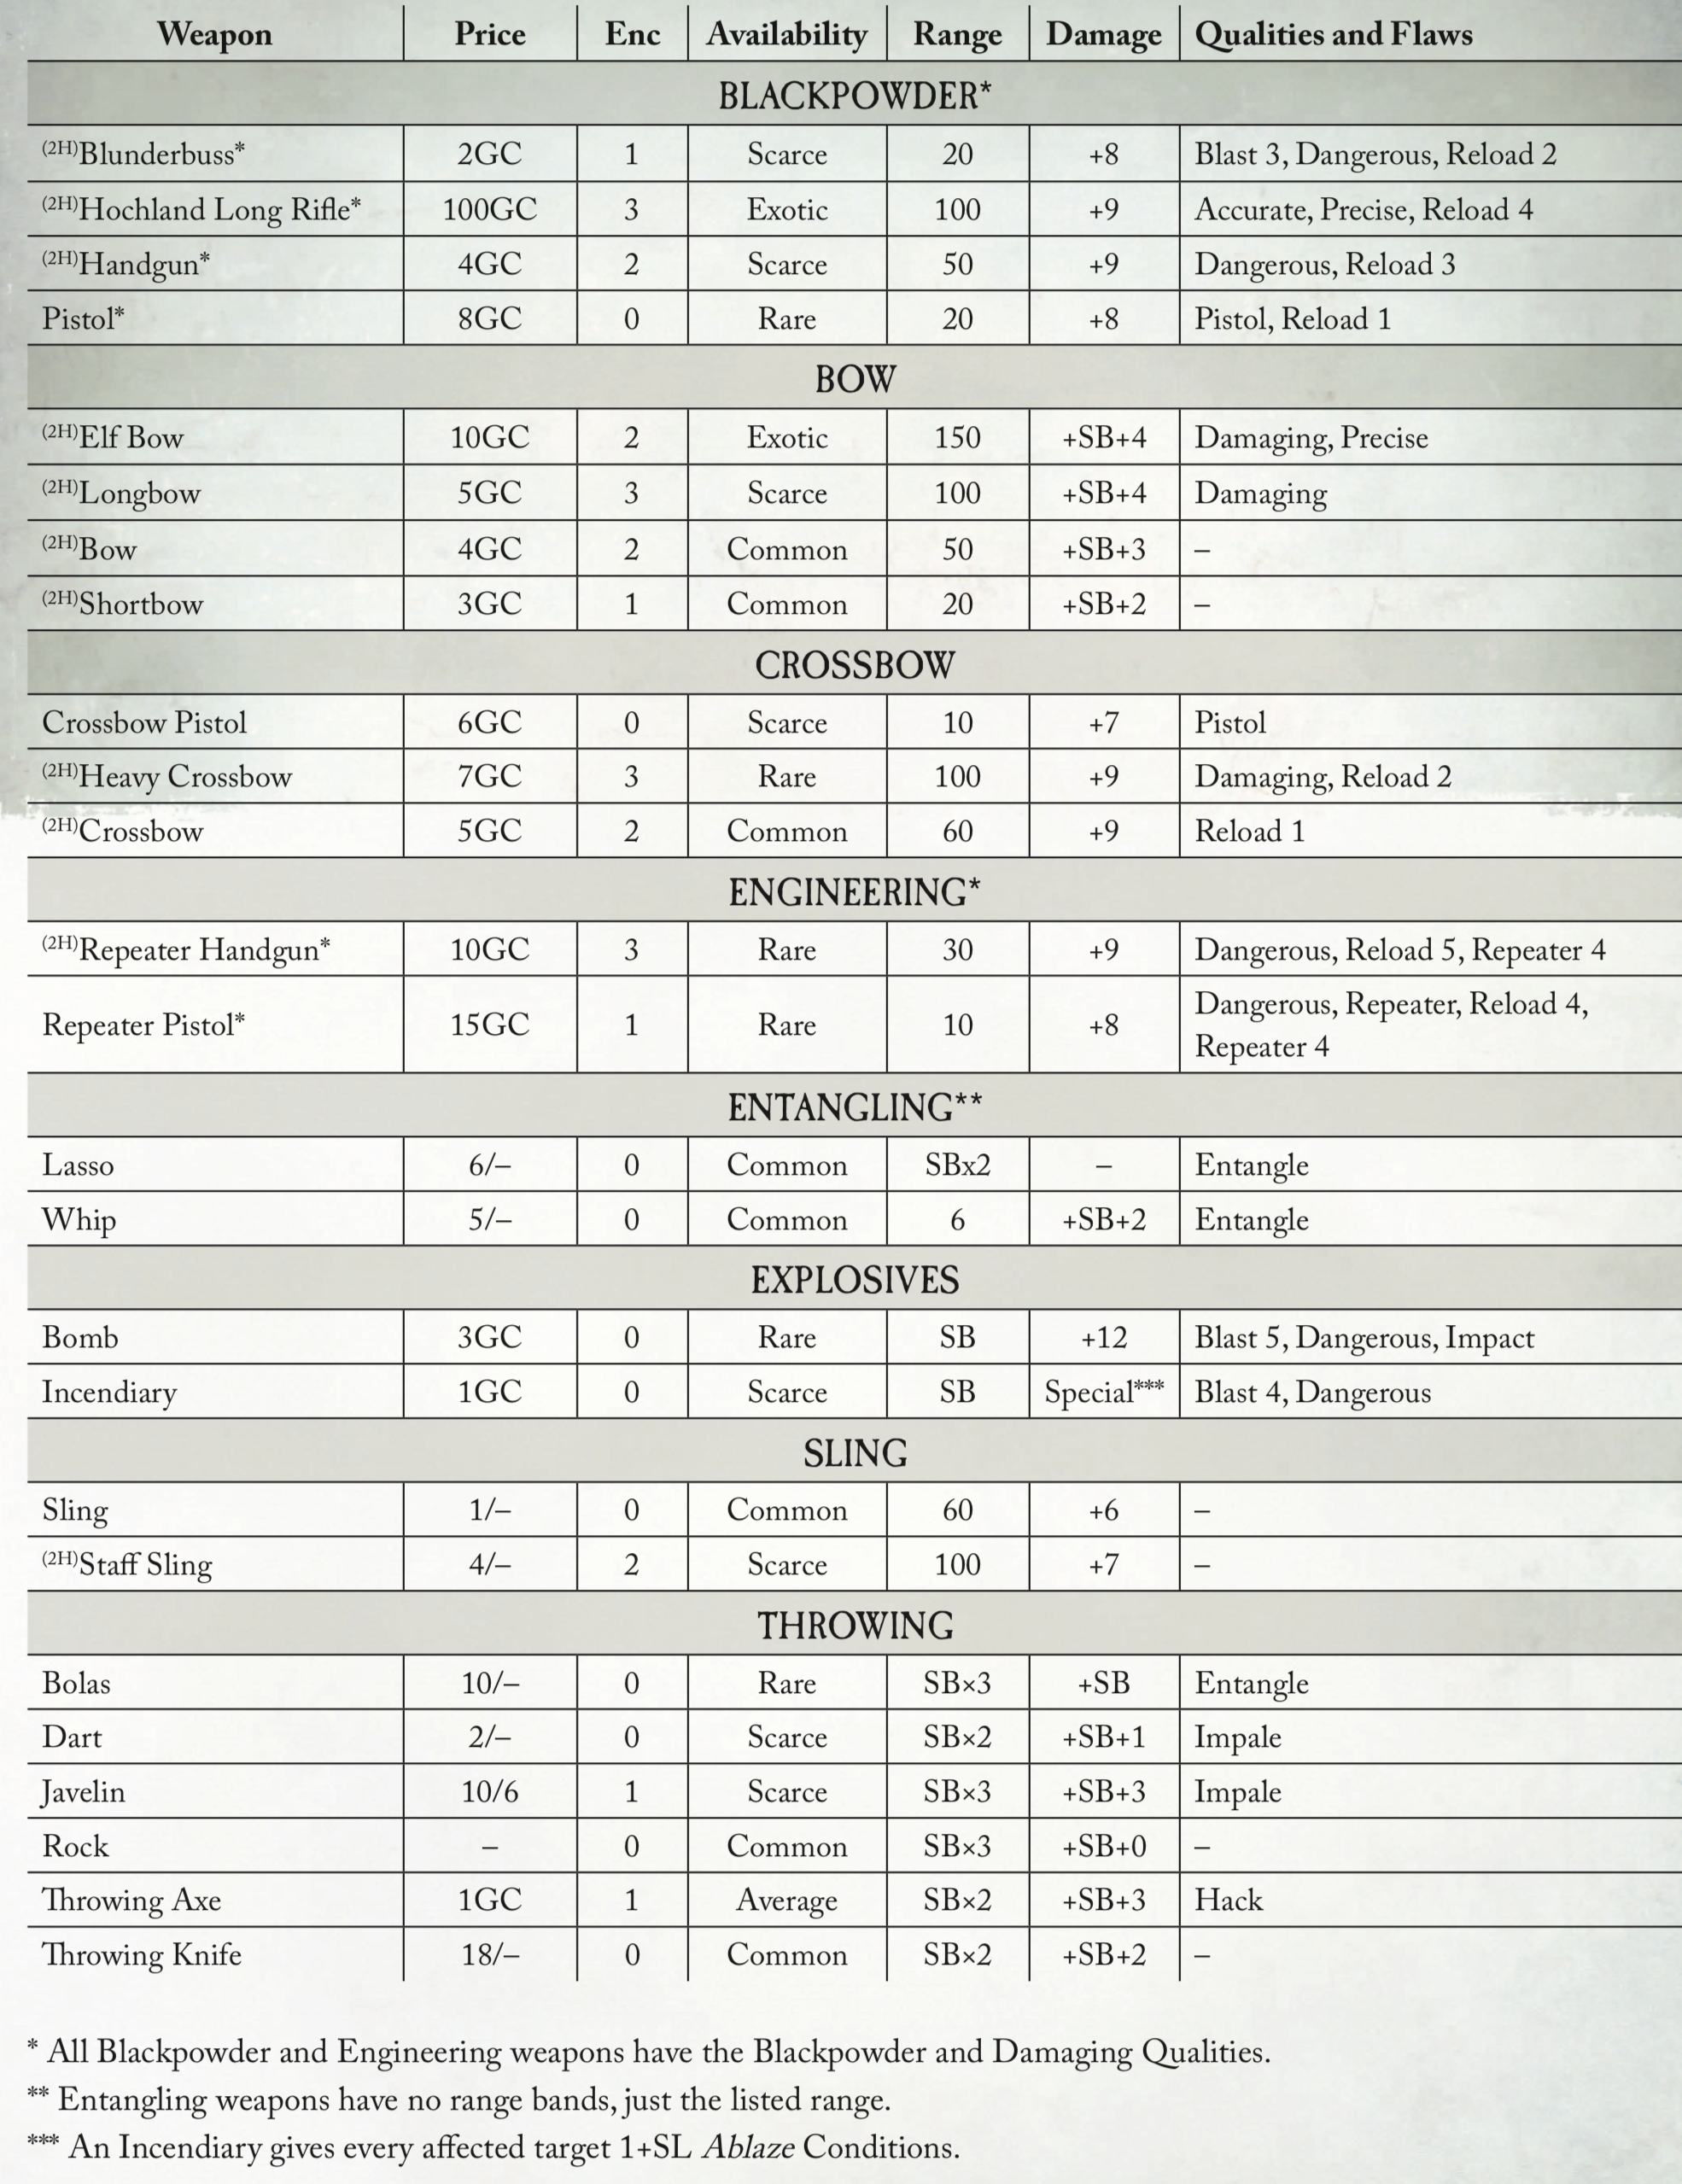 Weapon Price Enc Availability Range Damage Qualities and Flaws
BLACKPOWDER*
(2H)Blunderbuss* 2GC 1 Scarce 20 +8 Blast 3, Dangerous, Reload 2
(2H)Hochland Long Rifle* 100GC 3 Exotic 100 +9 Accurate, Precise, Reload 4
(2H)Handgun* 4GC 2 Scarce 50 +9 Dangerous, Reload 3
Pistol* 8GC 0 Rare 20 +8 Pistol, Reload 1
BOW
(2H)Elf Bow 10GC 2 Exotic 150 +SB+4 Damaging, Precise
(2H)Longbow 5GC 3 Scarce 100 +SB+4 Damaging
(2H)Bow 4GC 2 Common 50 +SB+3 –
(2H)Shortbow 3GC 1 Common 20 +SB+2 –
CROSSBOW
Crossbow Pistol 6GC 0 Scarce 10 +7 Pistol
(2H)Heavy Crossbow 7GC 3 Rare 100 +9 Damaging, Reload 2
(2H)Crossbow 5GC 2 Common 60 +9 Reload 1
ENGINEERING*
(2H)Repeater Handgun* 10GC 3 Rare 30 +9 Dangerous, Reload 5, Repeater 4
Repeater Pistol* 15GC 1 Rare 10 +8 Dangerous, Repeater, Reload 4,
Repeater 4
ENTANGLING**
Lasso 6/– 0 Common SBx2 – Entangle
Whip 5/– 0 Common 6 +SB+2 Entangle
EXPLOSIVES
Bomb 3GC 0 Rare SB +12 Blast 5, Dangerous, Impact
Incendiary 1GC 0 Scarce SB Special*** Blast 4, Dangerous
SLING
Sling 1/– 0 Common 60 +6 –
(2H)Staff Sling 4/– 2 Scarce 100 +7 –
THROWING
Bolas 10/– 0 Rare SB×3 +SB Entangle
Dart 2/– 0 Scarce SB×2 +SB+1 Impale
Javelin 10/6 1 Scarce SB×3 +SB+3 Impale
Rock – 0 Common SB×3 +SB+0 –
Throwing Axe 1GC 1 Average SB×2 +SB+3 Hack
Throwing Knife 18/– 0 Common SB×2 +SB+2 –
* All Blackpowder and Engineering weapons have the Blackpowder and Damaging Qualities.
** Entangling weapons have no range bands, just the listed range.
*** An Incendiary gives every affected target 1+SL Ablaze Conditions.